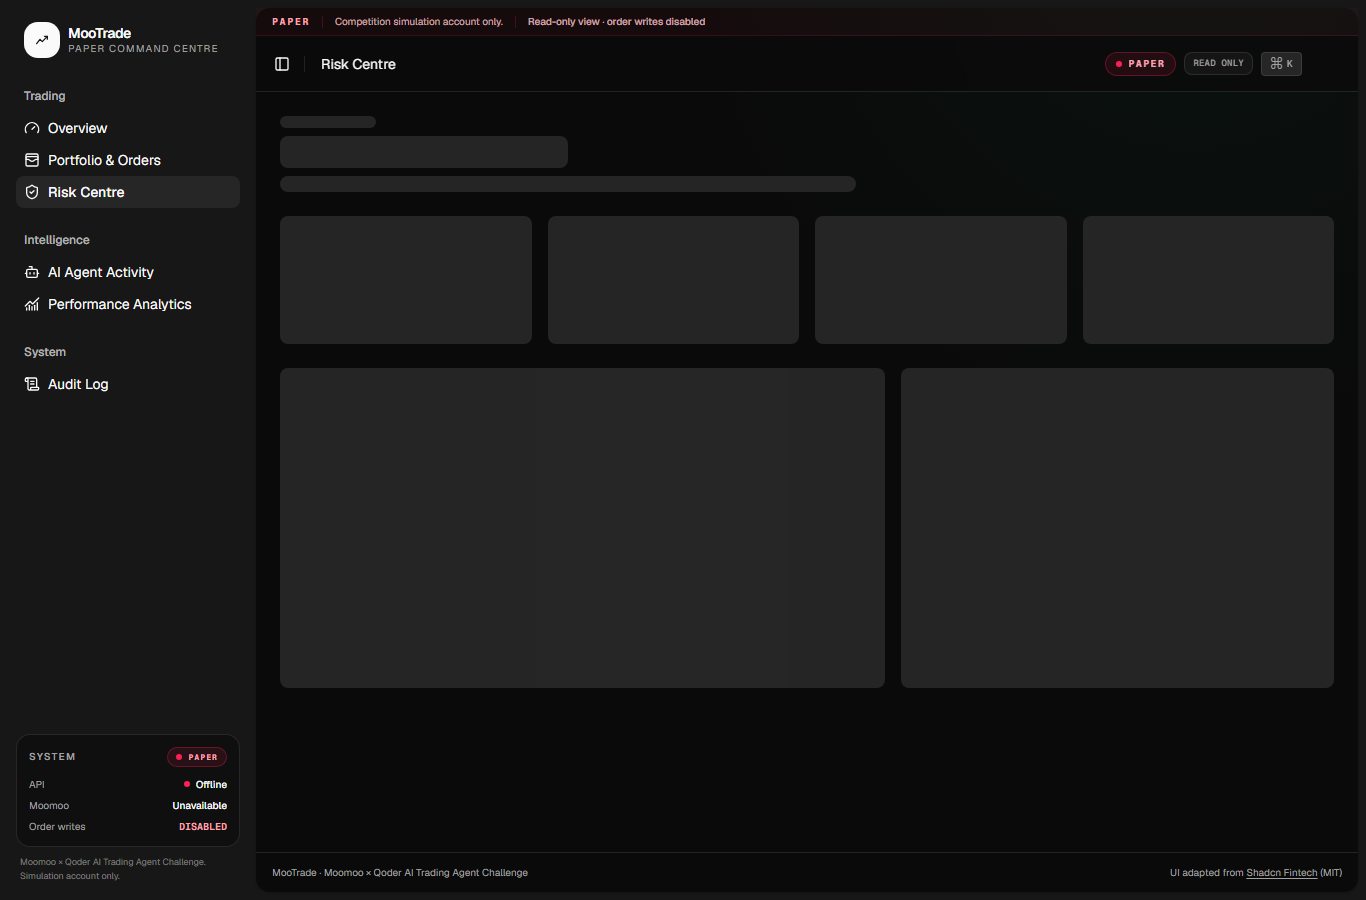 MooTrade
PAPER COMMAND CENTRE
Trading
Overview
Portfolio & Orders
Risk Centre
Intelligence
AI Agent Activity
Performance Analytics
System
Audit Log
SYSTEM PAPER
API Offline
Moomoo Unavailable
Order writes DISABLED
Moomoo × Qoder AI Trading Agent Challenge.
Simulation account only.
PAPER Competition simulation account only. Read-only view · order writes disabled
Risk Centre PAPER READ ONLY ⌘ K
MooTrade · Moomoo × Qoder AI Trading Agent Challenge UI adapted from Shadcn Fintech (MIT)